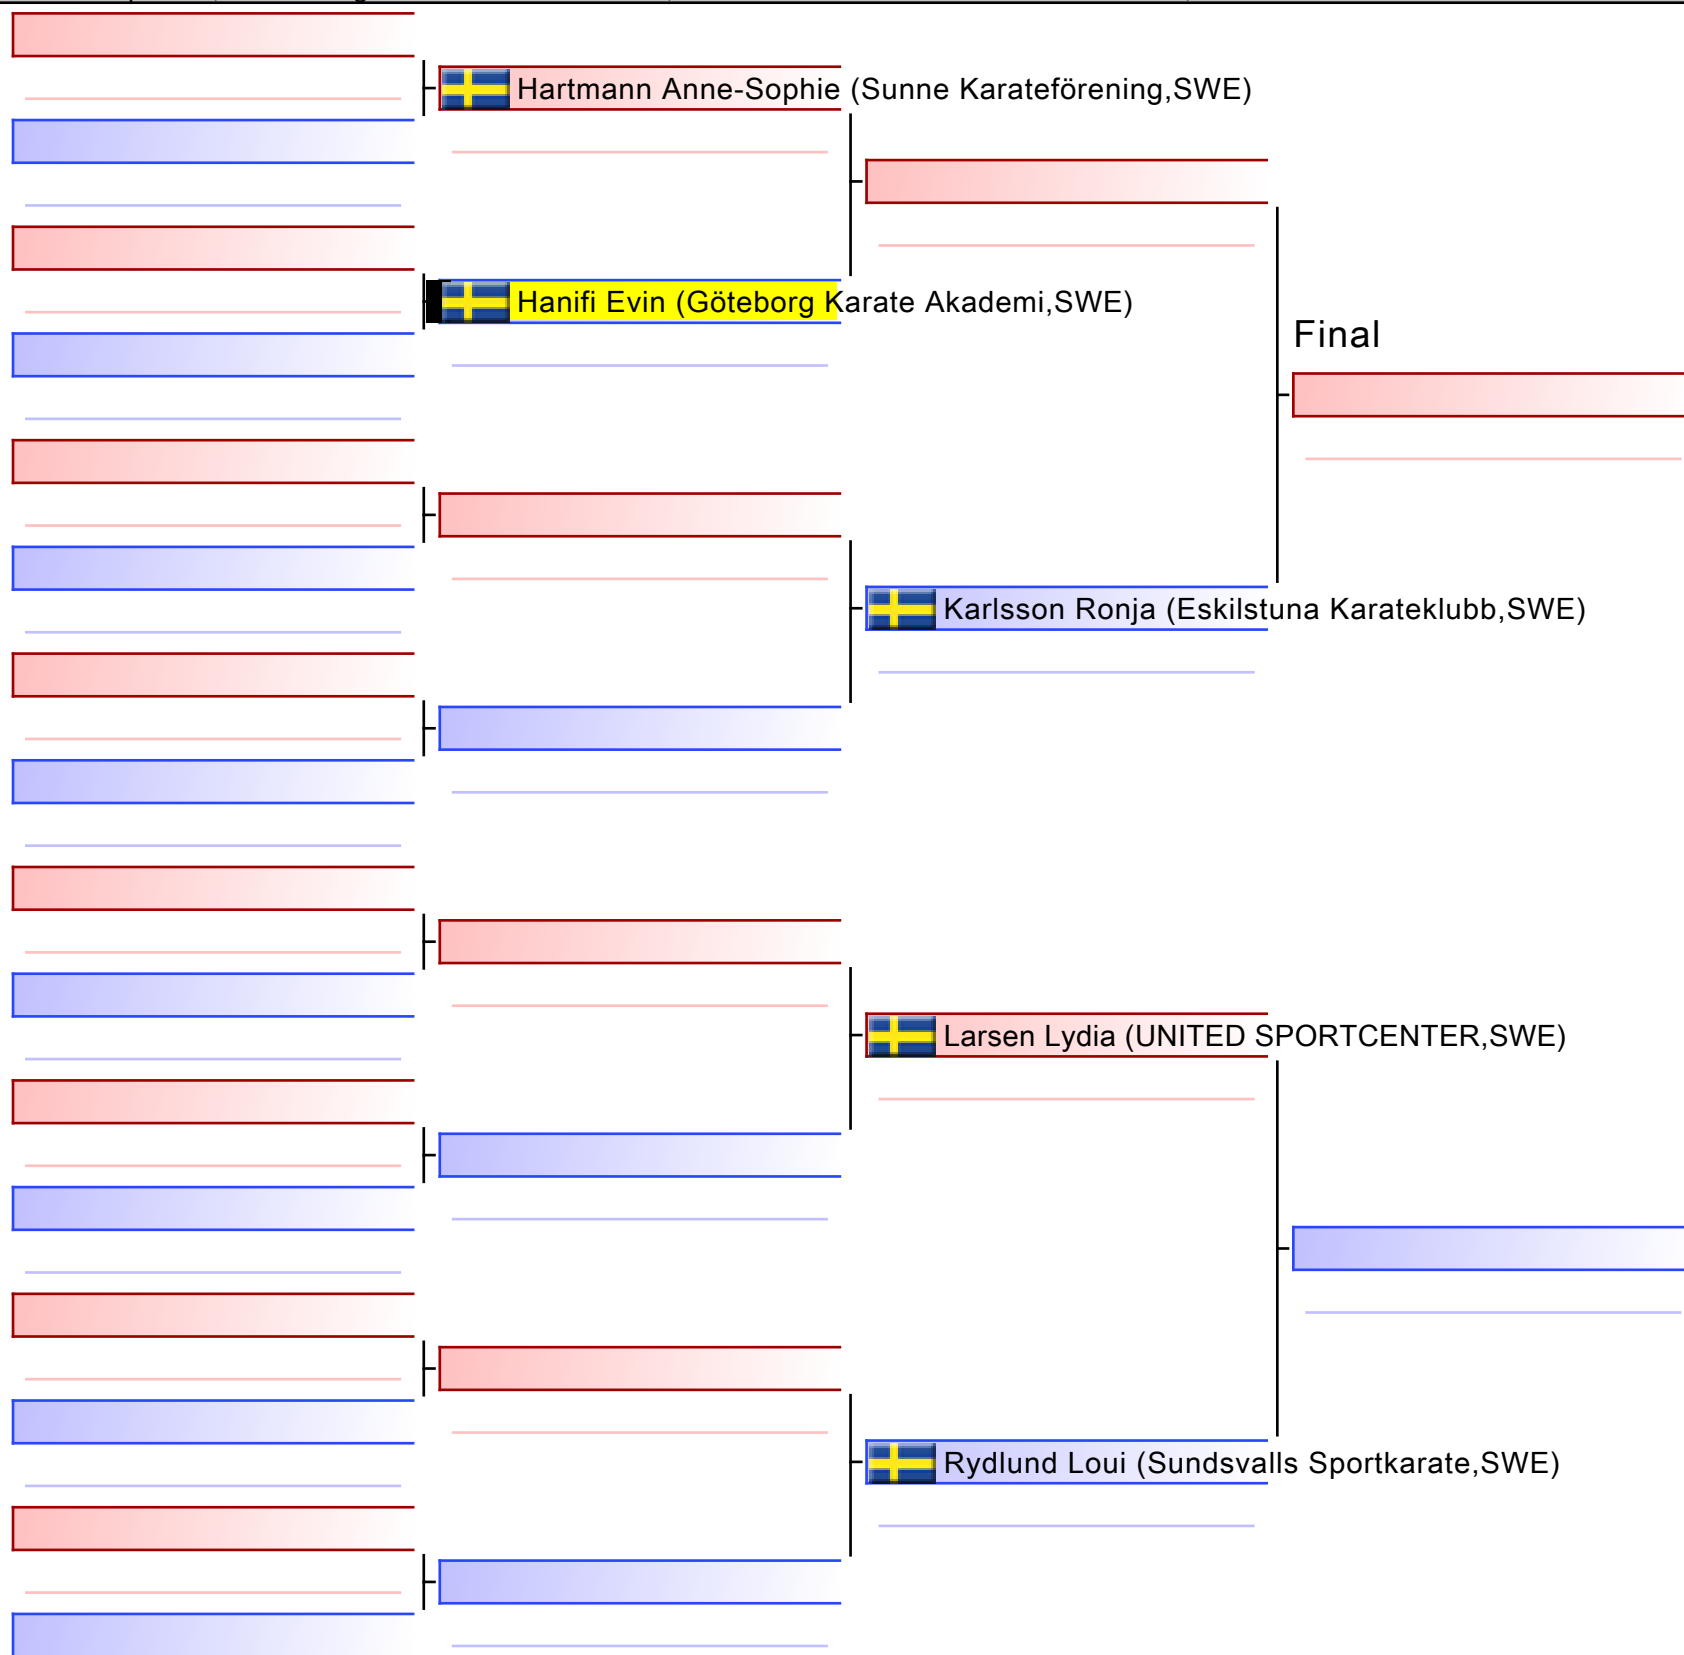 Hartmann Anne-Sophie (Sunne Karateförening,SWE)
Hanifi Evin (Göteborg Karate Akademi,SWE)
Final
Karlsson Ronja (Eskilstuna Karateklubb,SWE)
Larsen Lydia (UNITED SPORTCENTER,SWE)
Rydlund Loui (Sundsvalls Sportkarate,SWE)